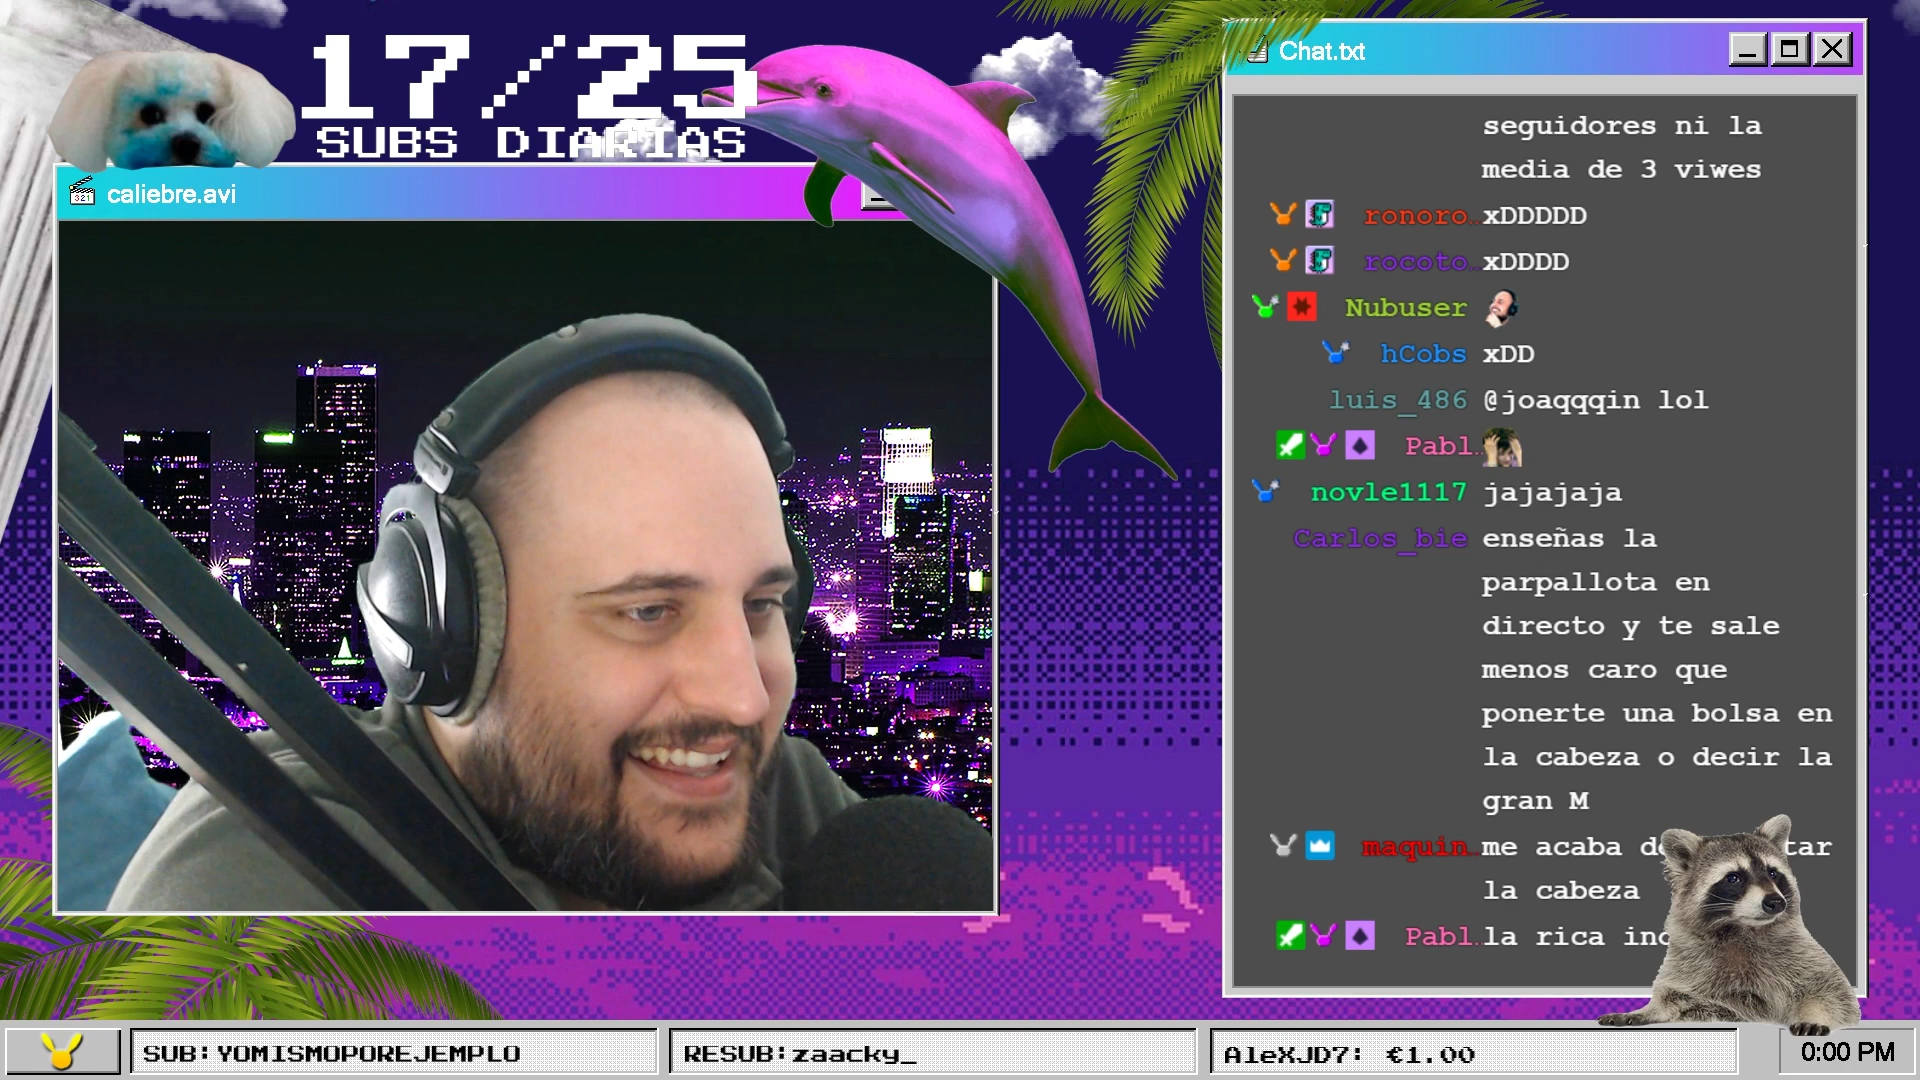 17/25
SUBS DIARIAS
caliebre.avi
Chat.txt
seguidores ni la
media de 3 viwes
ronoro.. xDDDDD
rocoto.. xDDDD
Nubuser
hCobs xDD
luis_486 @joaqqqin lol
Pabl..
novle1117 jajajaja
Carlos_bie enseñas la
parpallota en
directo y te sale
menos caro que
ponerte una bolsa en
la cabeza o decir la
gran M
maquin.. me acaba
la cabeza
Pabl.. la rica
SUB:YOMISMOPOREJEMPLO
RESUB:zaacky_
AleXJD7: €1.00
0:00 PM